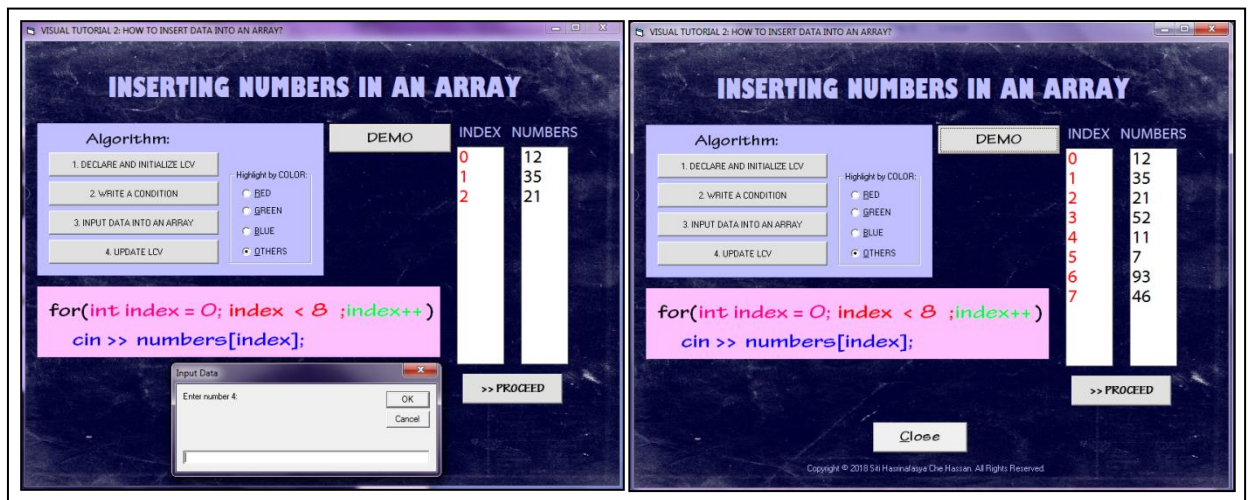 VISUAL TUTORIAL 2: HOW TO INSERT DATA INTO AN ARRAY?
INSERTING NUMBERS IN AN ARRAY
Algorithm:
1. DECLARE AND INITIALIZE LCV
2. WRITE A CONDITION
3. INPUT DATA INTO AN ARRAY
4. UPDATE LCV
Highlight by COLOR:
RED
GREEN
BLUE
OTHERS
DEMO
INDEX NUMBERS
0 12
1 35
2 21
for(int index = 0; index < 8 ;index++)
cin >> numbers[index];
Input Data
Enter number 4:
OK
Cancel
>> PROCEED
VISUAL TUTORIAL 2: HOW TO INSERT DATA INTO AN ARRAY?
INSERTING NUMBERS IN AN ARRAY
Algorithm:
1. DECLARE AND INITIALIZE LCV
2. WRITE A CONDITION
3. INPUT DATA INTO AN ARRAY
4. UPDATE LCV
Highlight by COLOR:
RED
GREEN
BLUE
OTHERS
DEMO
INDEX NUMBERS
0 12
1 35
2 21
3 52
4 11
5 7
6 93
7 46
for(int index = 0; index < 8 ;index++)
cin >> numbers[index];
>> PROCEED
Close
Copyright © 2018 Siti Hasrinafasya Che Hassan. All Rights Reserved.